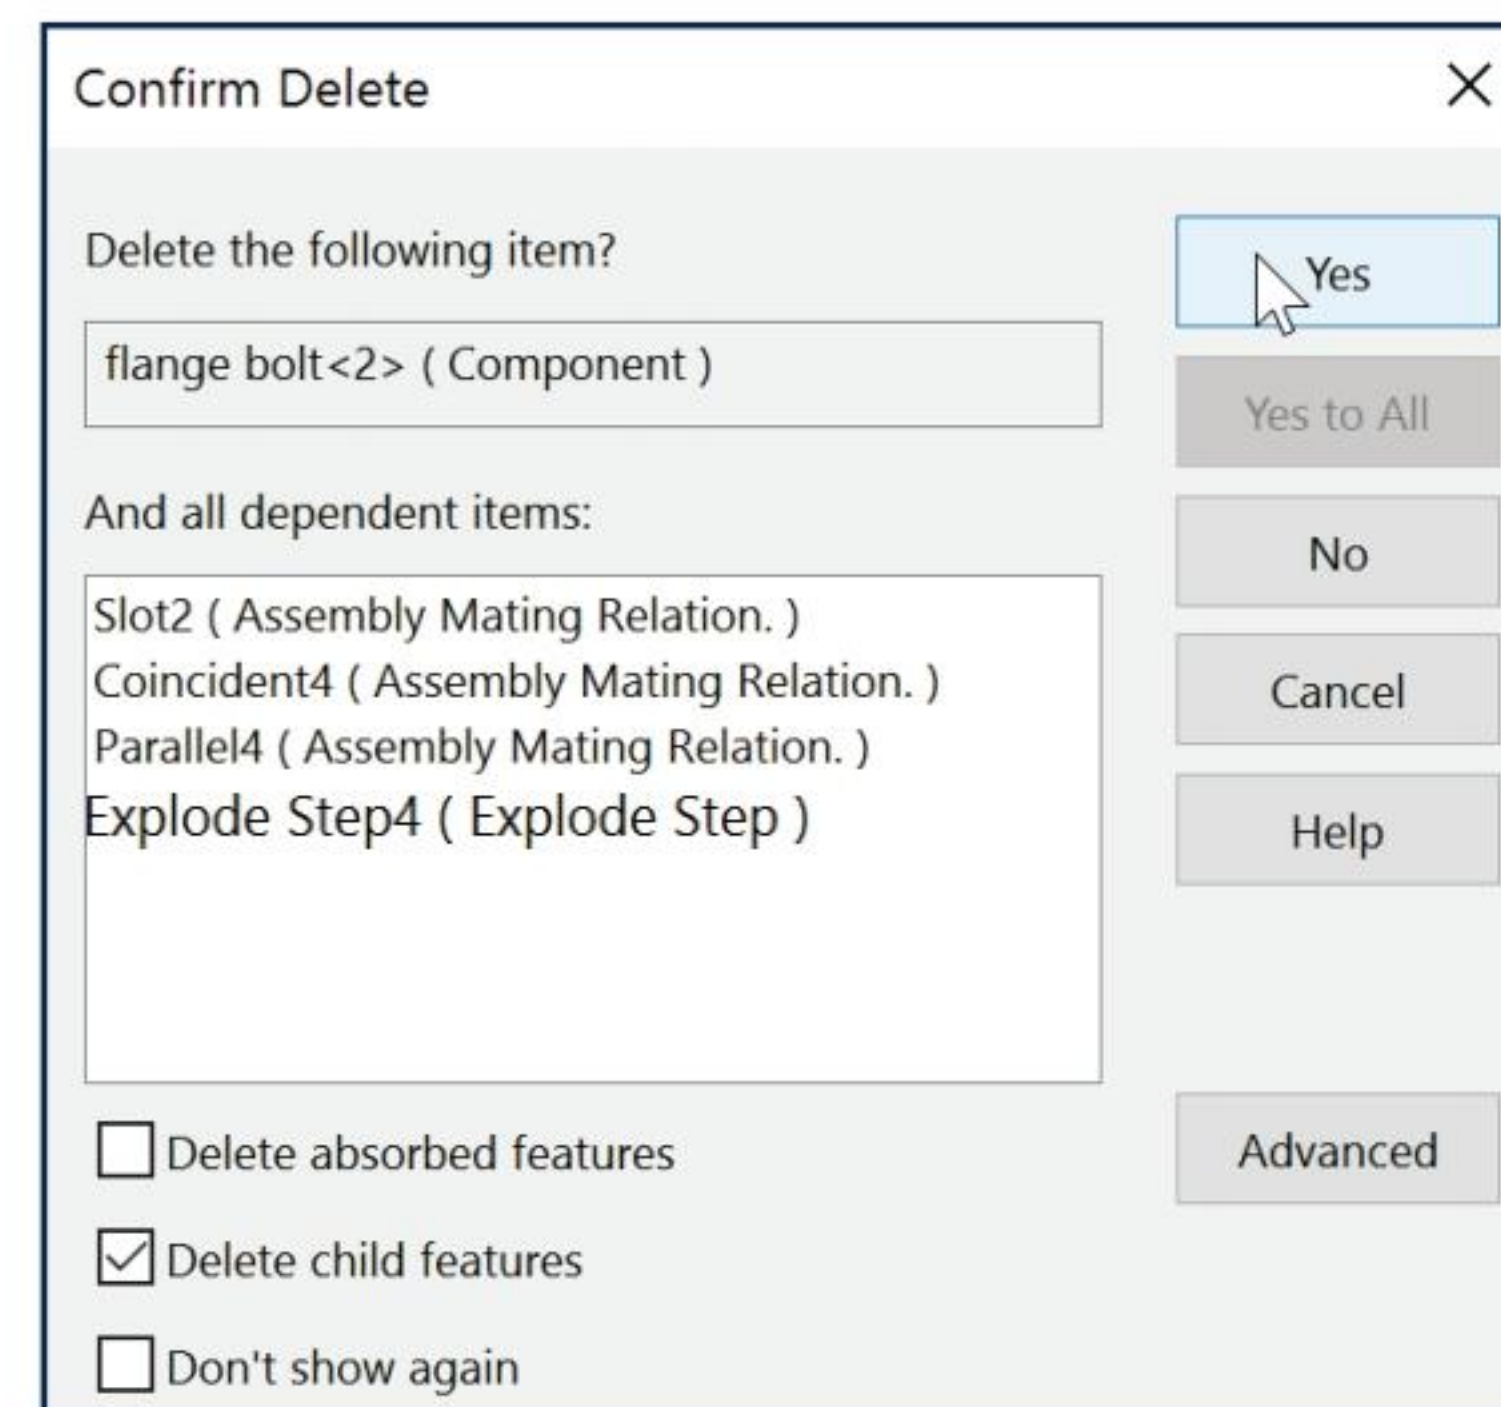 Confirm Delete
Delete the following item?
flange bolt<2> ( Component )
And all dependent items:
Slot2 ( Assembly Mating Relation. )
Coincident4 ( Assembly Mating Relation. )
Parallel4 ( Assembly Mating Relation. )
Explode Step4 ( Explode Step )
Delete absorbed features
Delete child features
Don't show again
Yes
Yes to All
No
Cancel
Help
Advanced